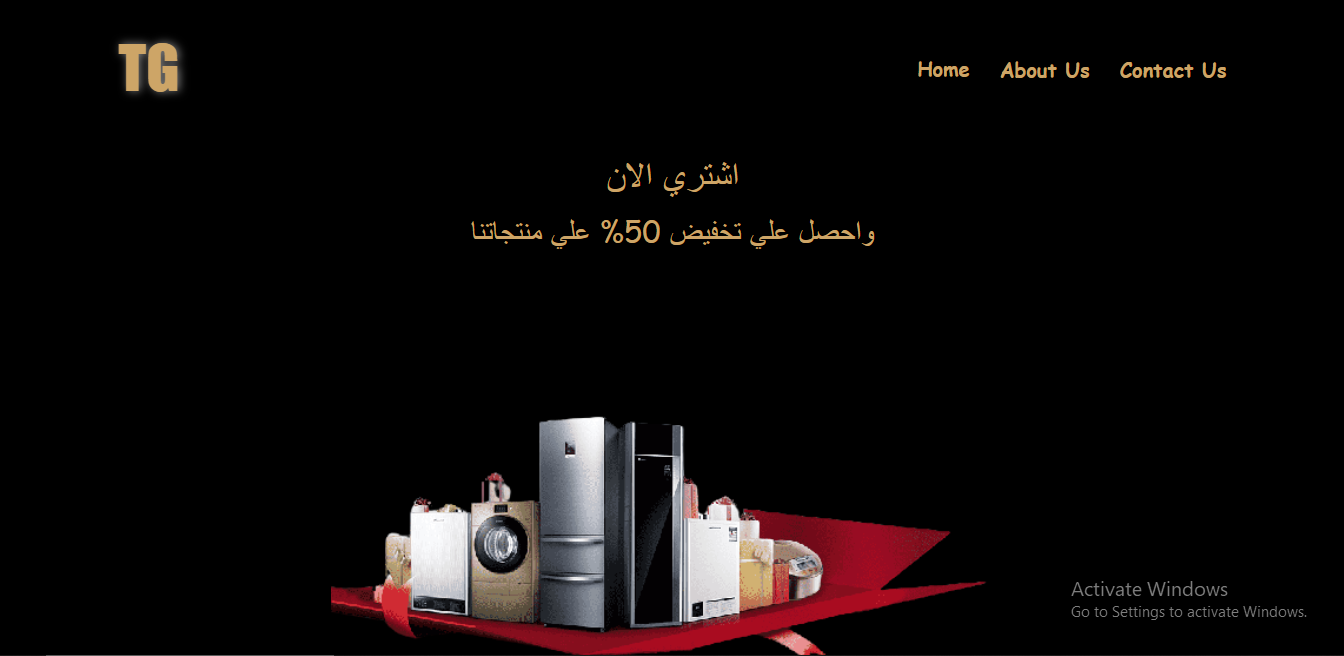 TG
Home About Us Contact Us
اشتري الان
واحصل علي تخفيض 50% علي منتجاتنا
Activate Windows
Go to Settings to activate Windows.